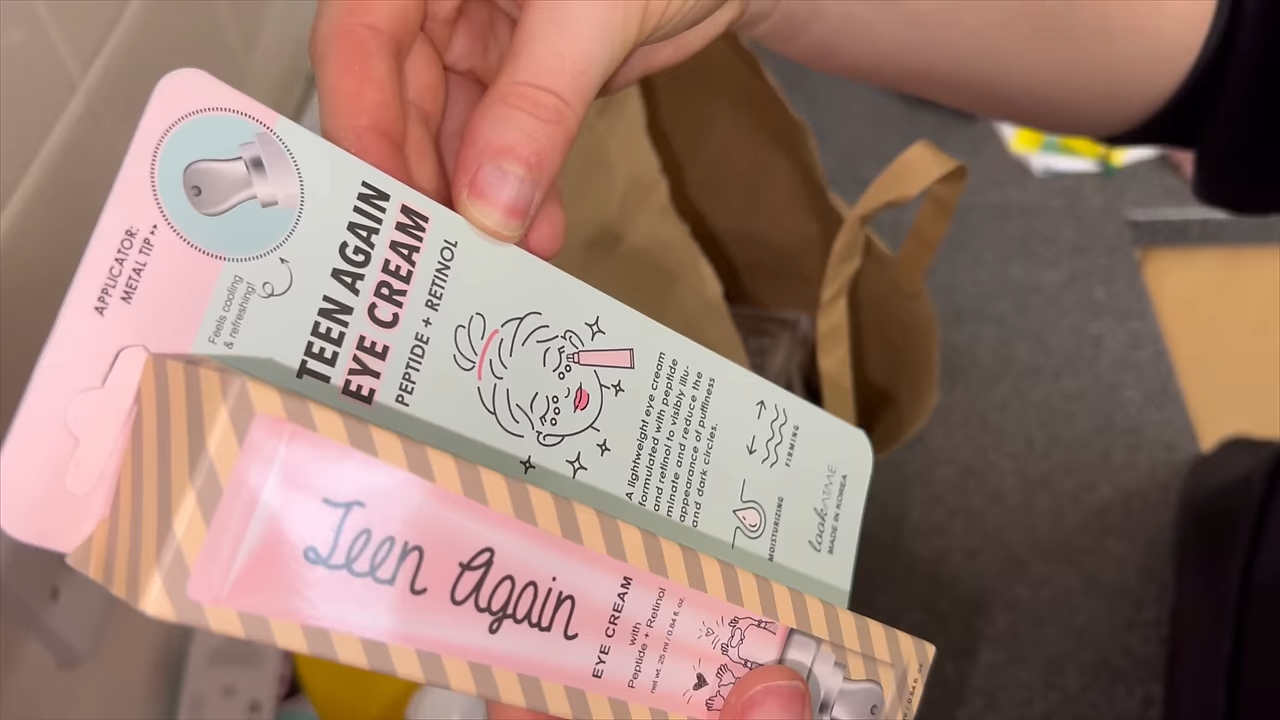 APPLICATOR:
METAL TIP ▸▸
Feels cooling
& refreshing!
TEEN AGAIN
EYE CREAM
PEPTIDE + RETINOL
A lightweight eye cream
formulated with peptide
and retinol to visibly illu-
minate and reduce the
appearance of puffiness
and dark circles.
FIRMING
MOISTURIZING
lookATME
MADE IN KOREA
Teen Again
EYE CREAM
with
Peptide + Retinol
net wt. 25 ml / 0.84 fl. oz.